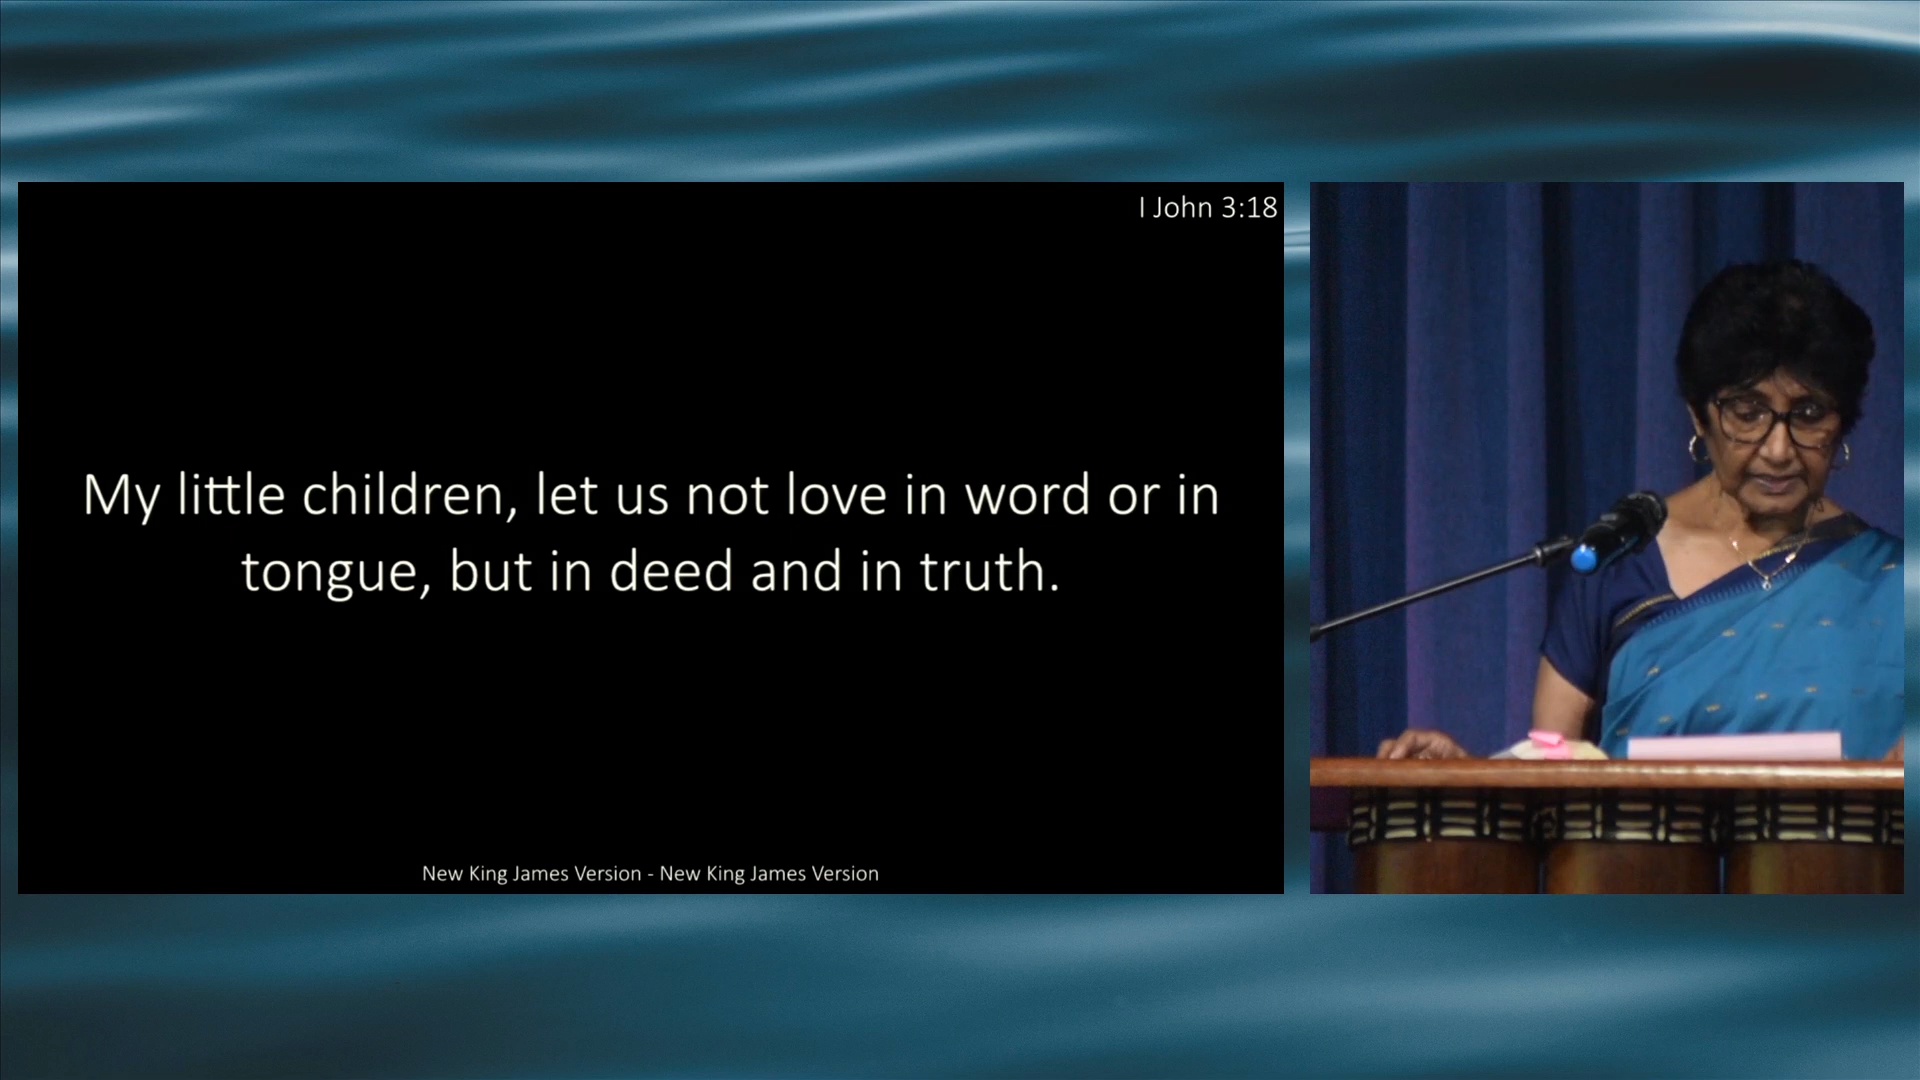 I John 3:18
My little children, let us not love in word or in
tongue, but in deed and in truth.
New King James Version - New King James Version